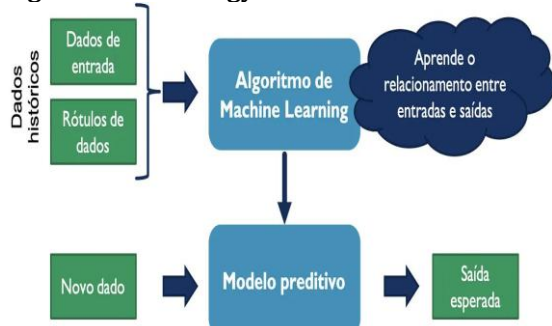 Dados
históricos
Dados de
entrada
Rótulos de
dados
Algoritmo de
Machine Learning
Aprende o
relacionamento entre
entradas e saídas
Novo dado
Modelo preditivo
Saída
esperada